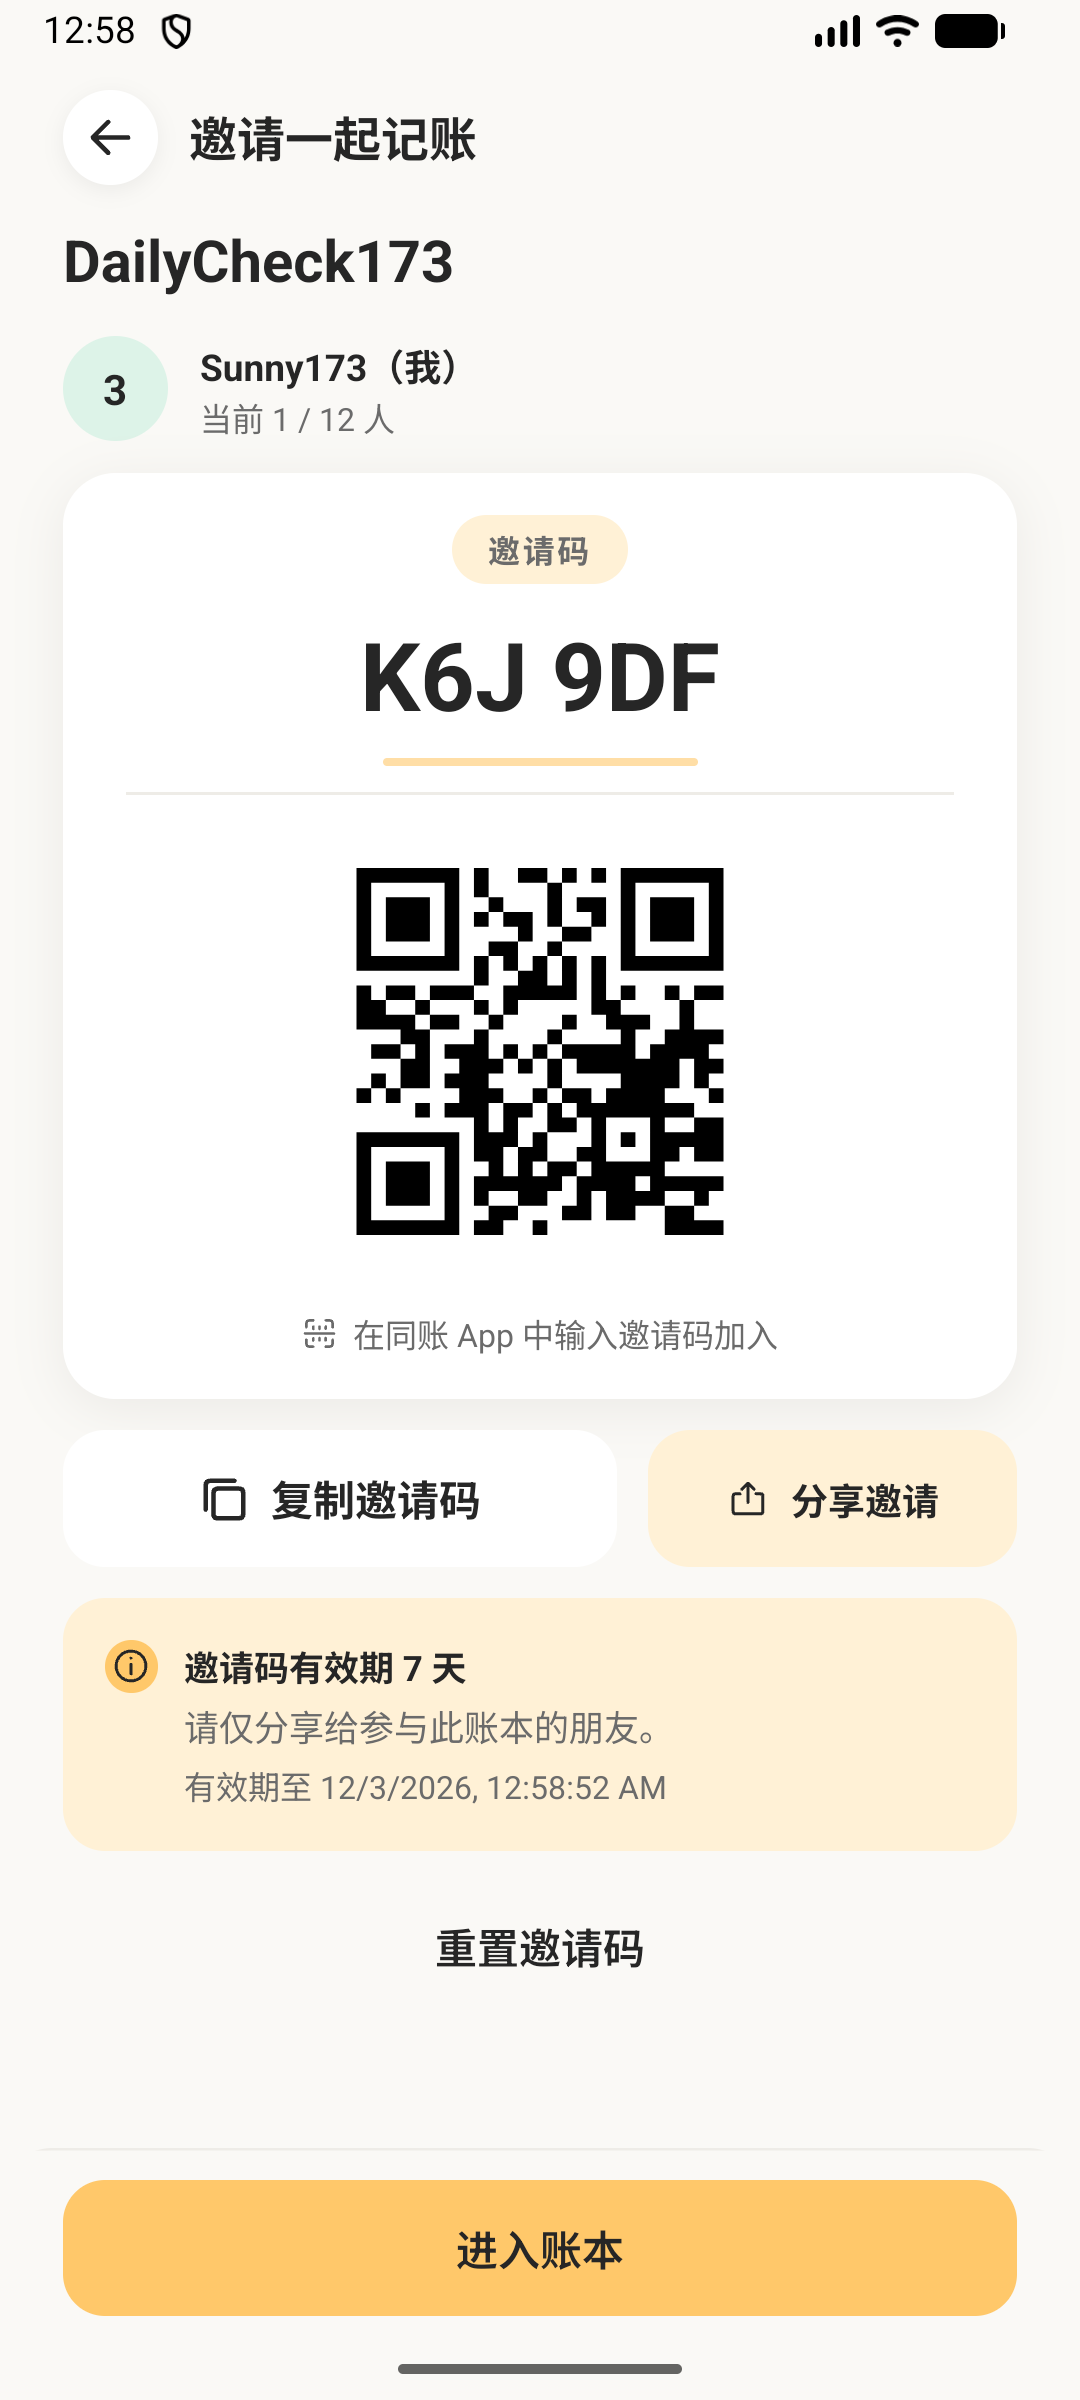 12:58
邀请一起记账
DailyCheck173
3
Sunny173（我）
当前 1 / 12 人
邀请码
K6J 9DF
在同账 App 中输入邀请码加入
复制邀请码
分享邀请
邀请码有效期 7 天
请仅分享给参与此账本的朋友。
有效期至 12/3/2026, 12:58:52 AM
重置邀请码
进入账本